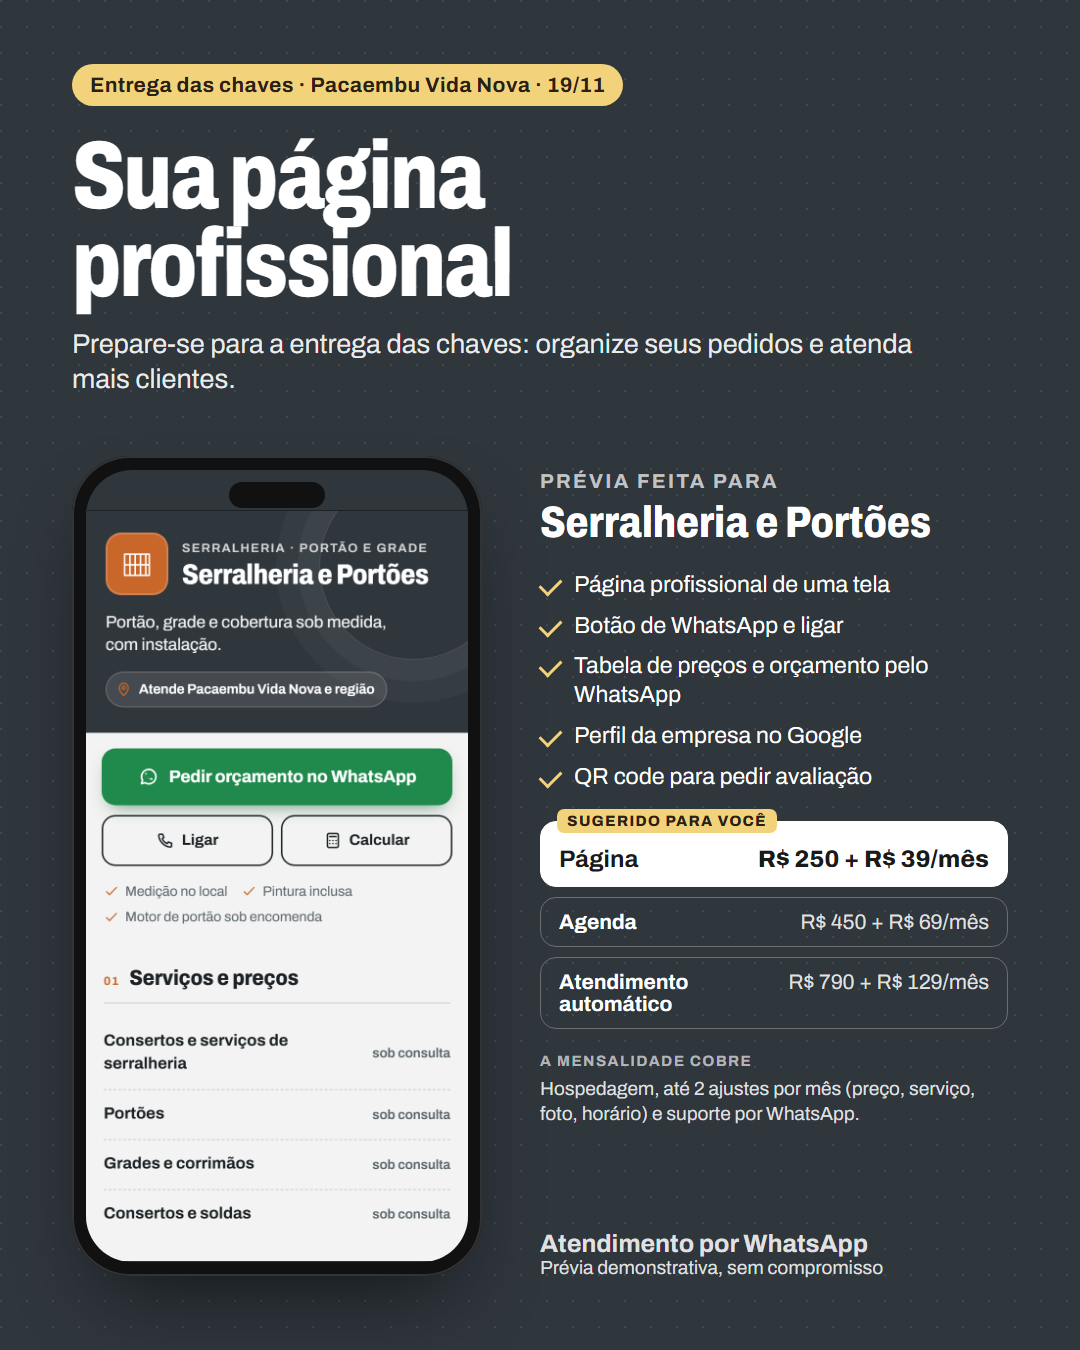 Entrega das chaves · Pacaembu Vida Nova · 19/11
Sua página
profissional
Prepare-se para a entrega das chaves: organize seus pedidos e atenda
mais clientes.
SERRALHERIA · PORTÃO E GRADE
Serralheria e Portões
Portão, grade e cobertura sob medida,
com instalação.
Atende Pacaembu Vida Nova e região
Pedir orçamento no WhatsApp
Ligar
Calcular
Medição no local
Pintura inclusa
Motor de portão sob encomenda
01 Serviços e preços
Consertos e serviços de
serralheria
sob consulta
Portões
sob consulta
Grades e corrimãos
sob consulta
Consertos e soldas
sob consulta
PRÉVIA FEITA PARA
Serralheria e Portões
Página profissional de uma tela
Botão de WhatsApp e ligar
Tabela de preços e orçamento pelo
WhatsApp
Perfil da empresa no Google
QR code para pedir avaliação
SUGERIDO PARA VOCÊ
Página
R$ 250 + R$ 39/mês
Agenda
R$ 450 + R$ 69/mês
Atendimento
automático
R$ 790 + R$ 129/mês
A MENSALIDADE COBRE
Hospedagem, até 2 ajustes por mês (preço, serviço,
foto, horário) e suporte por WhatsApp.
Atendimento por WhatsApp
Prévia demonstrativa, sem compromisso